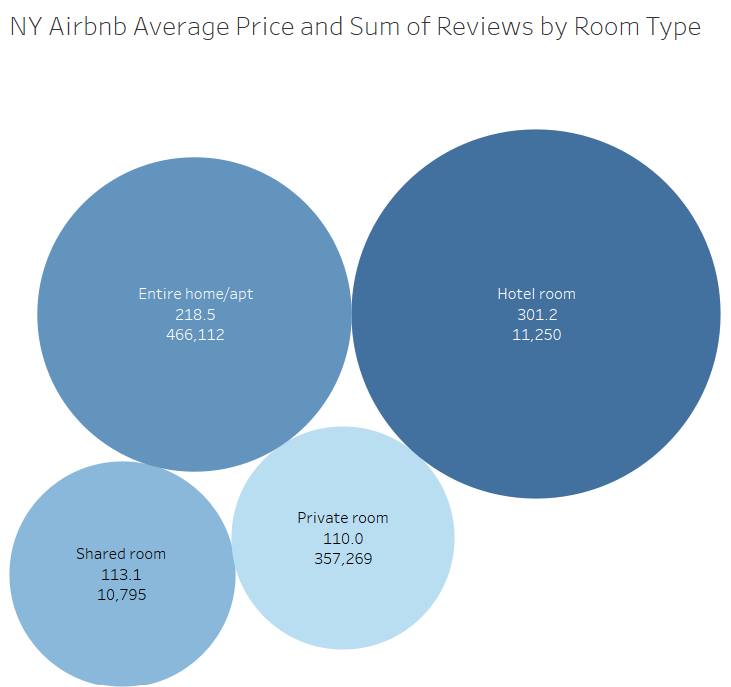 NY Airbnb Average Price and Sum of Reviews by Room Type
Entire home/apt
218.5
466,112
Hotel room
301.2
11,250
Private room
110.0
357,269
Shared room
113.1
10,795